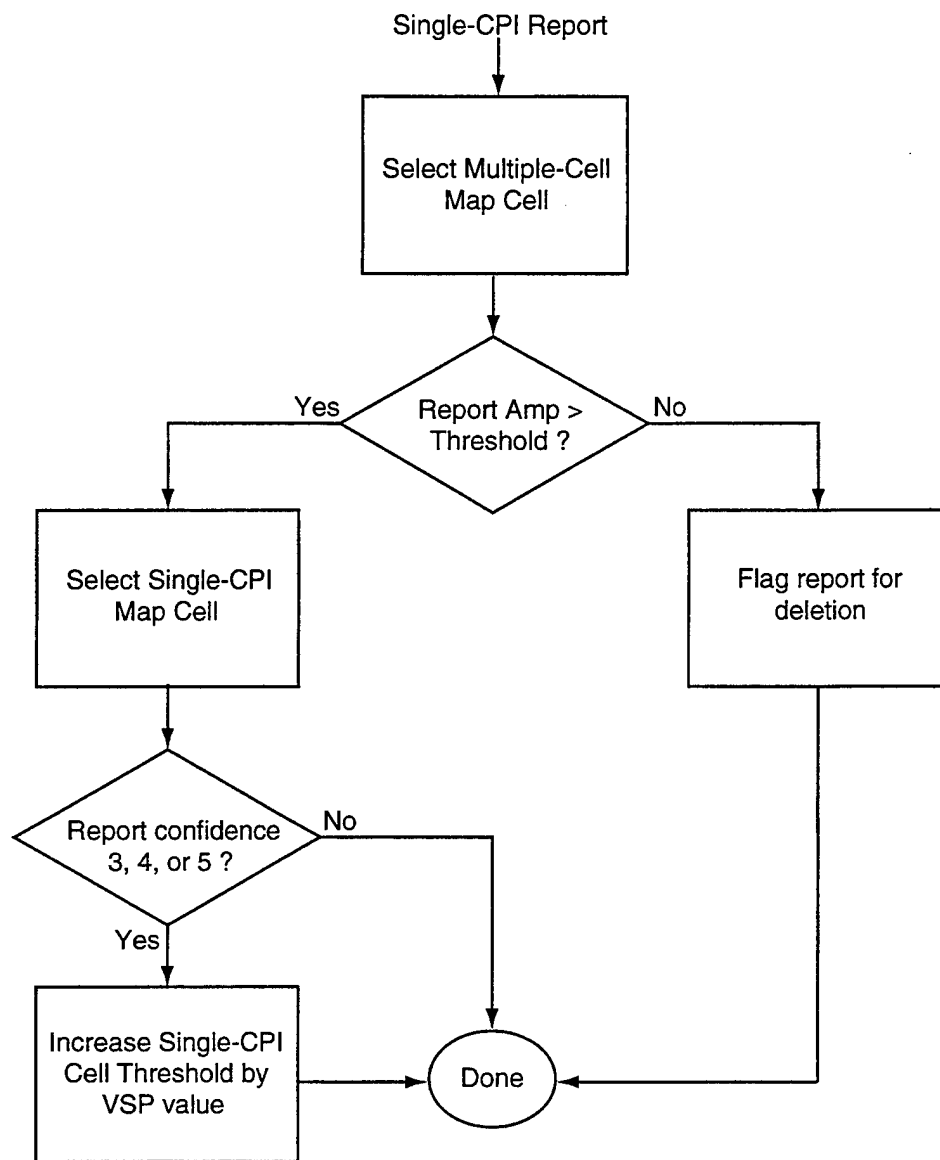 Single-CPI Report
Select Multiple-Cell
Map Cell
Yes
Report Amp >
Threshold ?
No
Select Single-CPI
Map Cell
Flag report for
deletion
Report confidence
3, 4, or 5 ?
No
Yes
Increase Single-CPI
Cell Threshold by
VSP value
Done